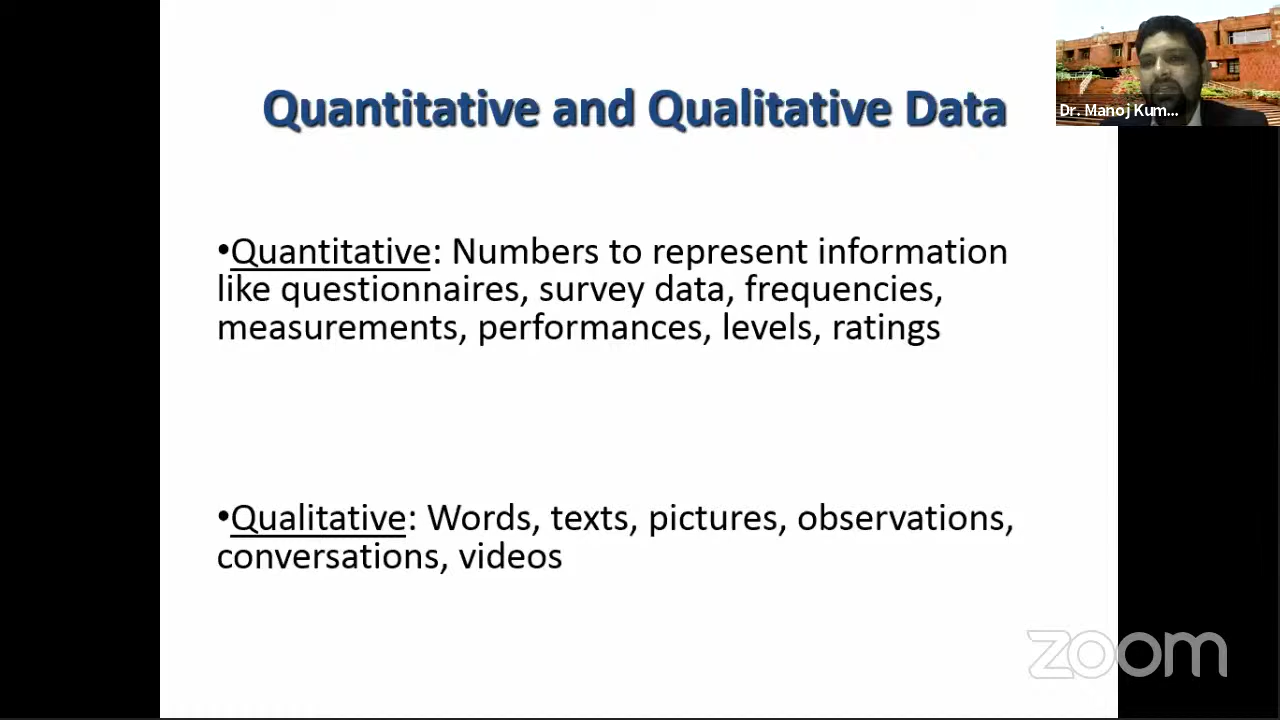 Quantitative and Qualitative Data
Dr. Manoj Kum...
•Quantitative: Numbers to represent information
like questionnaires, survey data, frequencies,
measurements, performances, levels, ratings
•Qualitative: Words, texts, pictures, observations,
conversations, videos
zoom